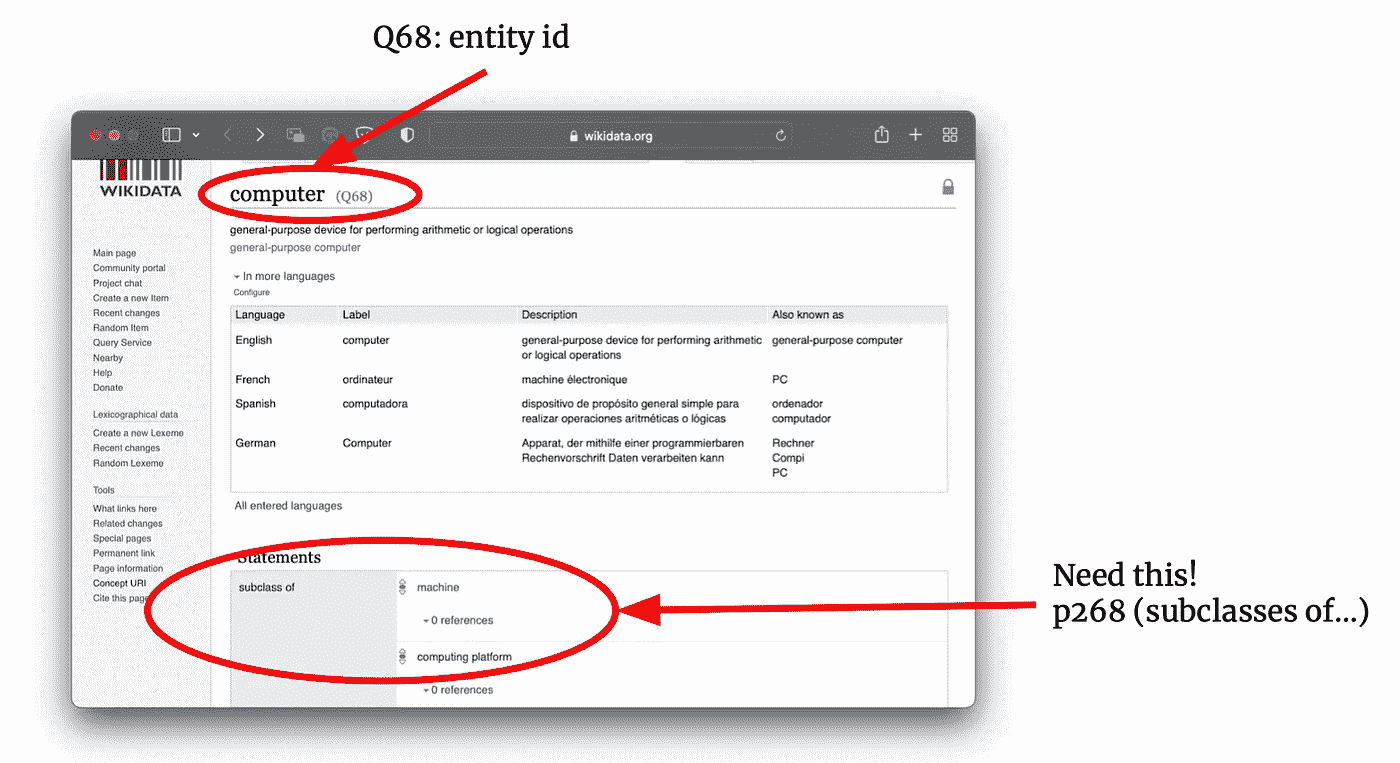 Q68: entity id
wikidata.org
WIKIDATA
computer (Q68)
general-purpose device for performing arithmetic or logical operations
general-purpose computer
In more languages
Configure
Language Label Description Also known as
English computer general-purpose device for performing arithmetic general-purpose computer
or logical operations
French ordinateur machine électronique PC
Spanish computadora dispositivo de propósito general simple para ordenador
realizar operaciones aritméticas o lógicas computador
German Computer Apparat, der mithilfe einer programmierbaren Rechner
Rechenvorschrift Daten verarbeiten kann Compi
PC
All entered languages
Main page
Community portal
Project chat
Create a new Item
Recent changes
Random Item
Query Service
Nearby
Help
Donate
Lexicographical data
Create a new Lexeme
Recent changes
Random Lexeme
Tools
What links here
Related changes
Special pages
Permanent link
Page information
Concept URI
Cite this page
Statements
subclass of machine
0 references
computing platform
0 references
Need this!
p268 (subclasses of...)